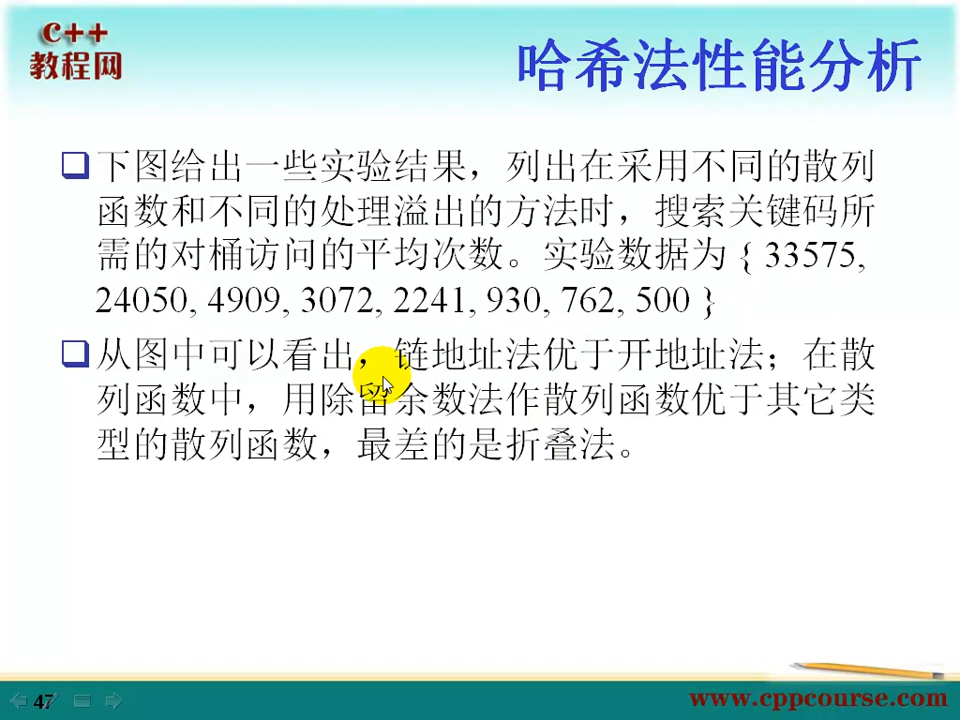 C++
教程网
哈希法性能分析
下图给出一些实验结果，列出在采用不同的散列
函数和不同的处理溢出的方法时，搜索关键码所
需的对桶访问的平均次数。实验数据为 { 33575,
24050, 4909, 3072, 2241, 930, 762, 500 }
从图中可以看出，链地址法优于开地址法；在散
列函数中，用除留余数法作散列函数优于其它类
型的散列函数，最差的是折叠法。
47
www.cppcourse.com